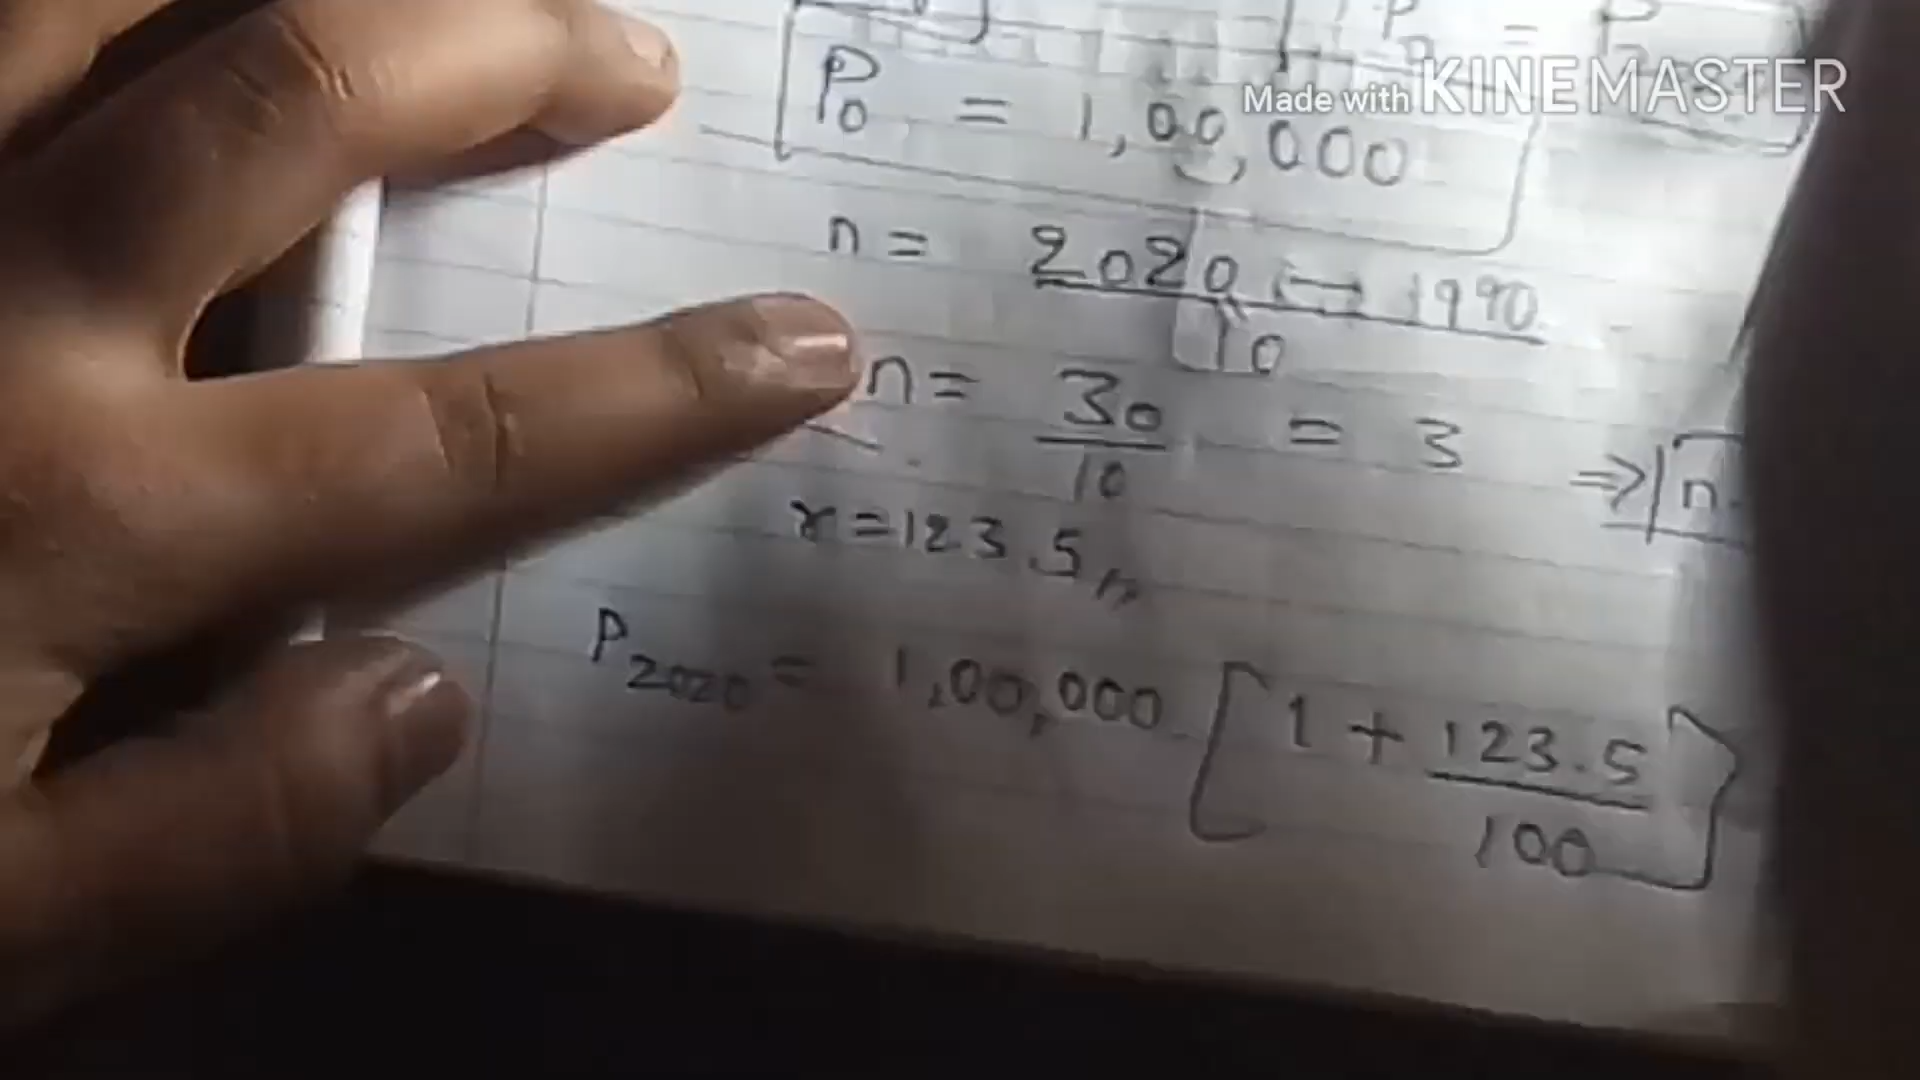 Pn = P
Made with KINEMASTER
P0 = 1,00,000
n = 2020 - 1990
10
n = 30 = 3 ⇒ n
10
r = 123.5,,
P2020 = 1,00,000 [ 1 + 123.5 ]
100